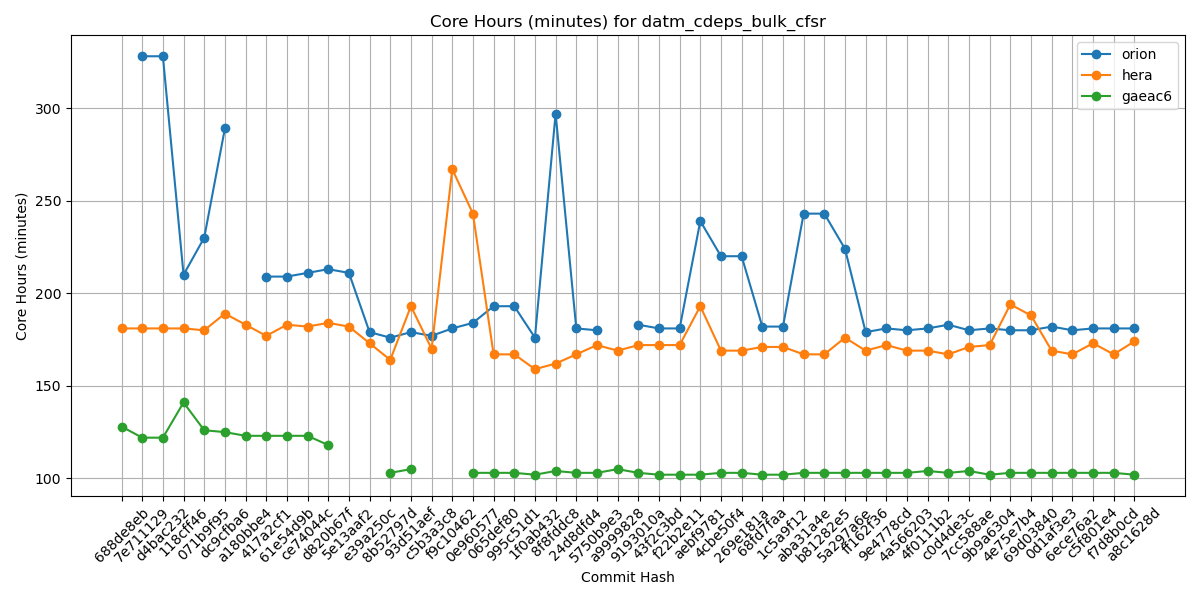 Core Hours (minutes) for datm_cdeps_bulk_cfsr
orion
hera
gaeac6
Core Hours (minutes)
300
250
200
150
100
688de8eb
7e711129
d4bac232
118cff46
071b9f95
dc9cfba6
a180bbe4
417a2cf1
61e54d9b
ce74044c
d820b67f
5e13aaf2
e39a250c
8b52797d
93d51aef
c5b3a3c8
f9c10462
0e960577
065def80
995c51d1
1f0ab432
8f8fddc8
24d8dfd4
5750b9e3
a9999828
9193010a
43f253bd
f22b2e11
aebf9781
4cbe50f4
269e181a
68fd7faa
1c5a9f12
aba31a4e
b81282e5
5a297a6e
ff162f36
9e4778cd
4a566203
4f011b2
c0d4de3c
7cc588ae
9b9a6304
4e75e7b4
69d03840
0d1af3e3
6ece76a2
c5f801e4
f7d8b0cd
a8c1628d
Commit Hash